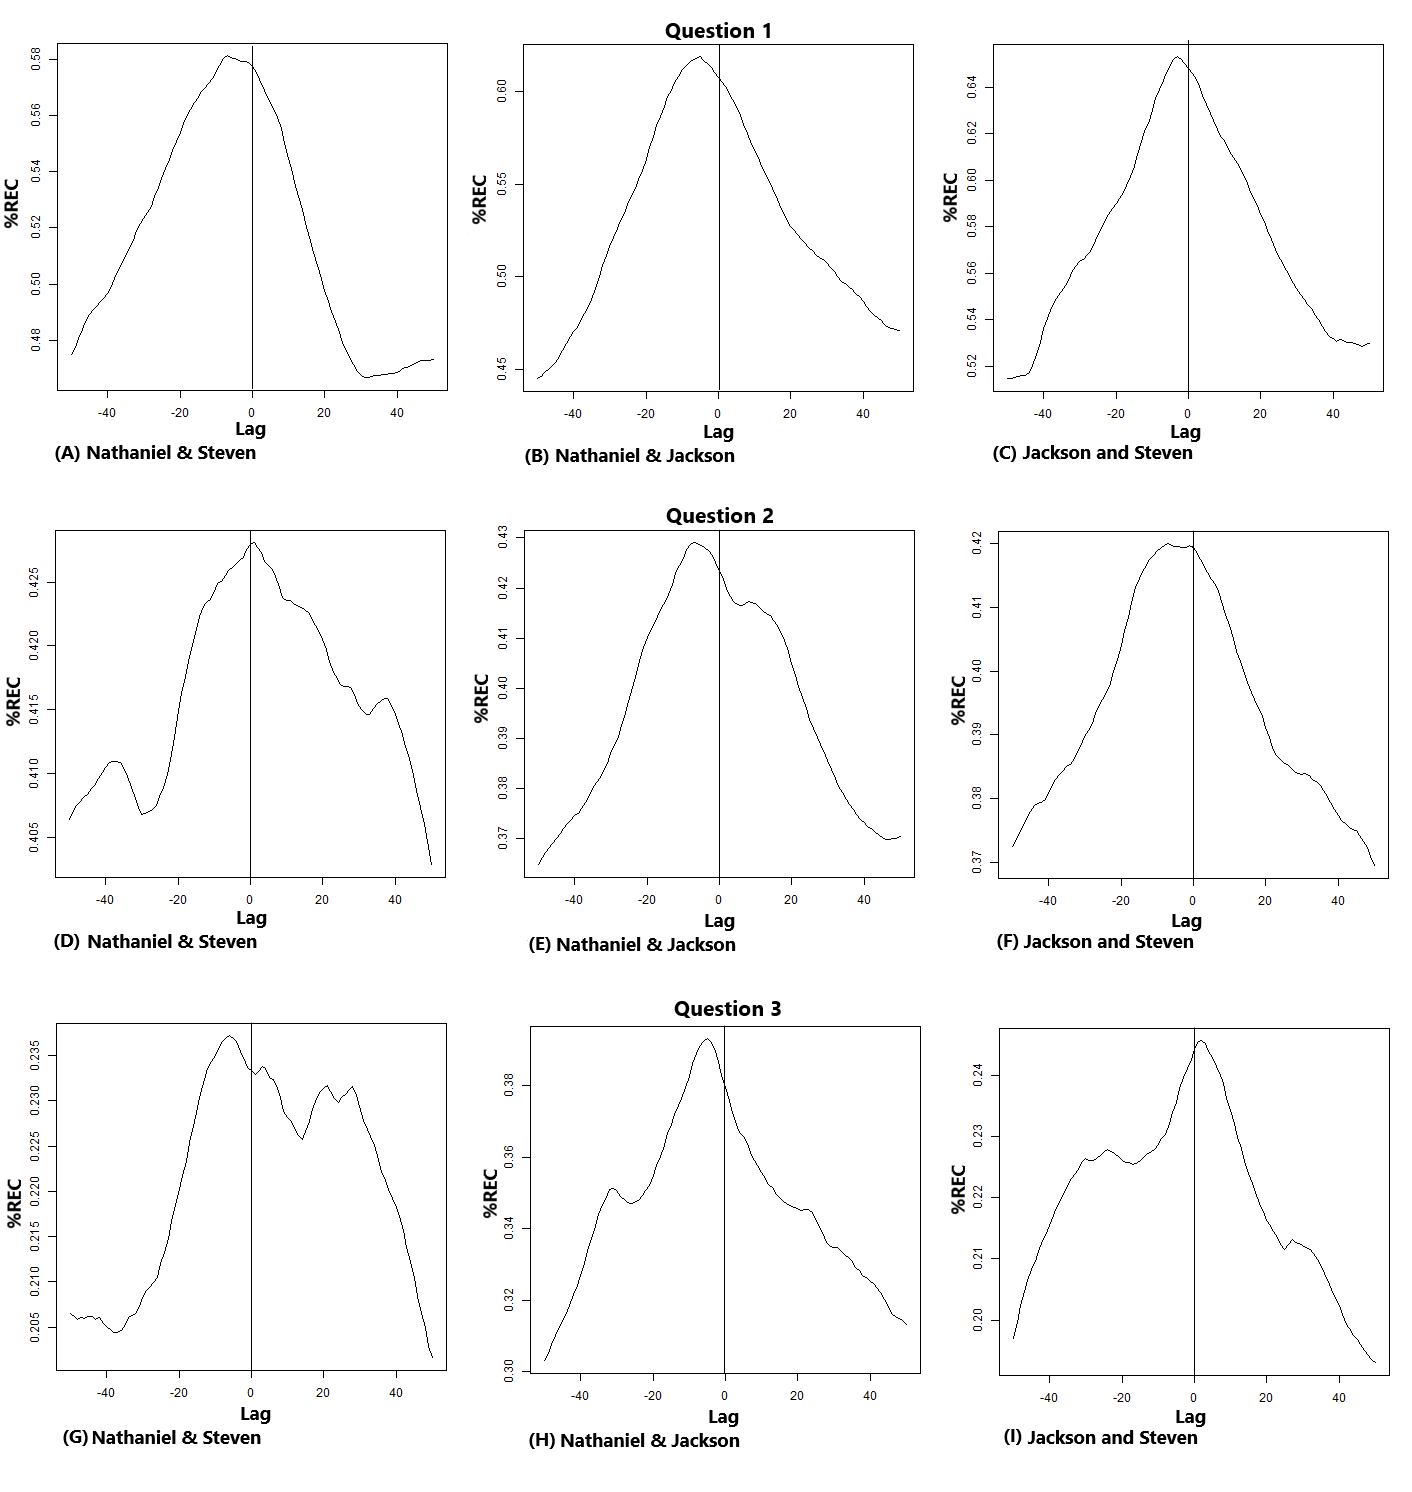 Question 1
0.58
0.56
0.54
0.52
0.50
0.48
%REC
-40 -20 0 20 40
Lag
(A) Nathaniel & Steven
0.60
0.55
0.50
0.45
%REC
-40 -20 0 20 40
Lag
(B) Nathaniel & Jackson
0.64
0.62
0.60
0.58
0.56
0.54
0.52
%REC
-40 -20 0 20 40
Lag
(C) Jackson and Steven
Question 2
0.425
0.420
0.415
0.410
0.405
%REC
-40 -20 0 20 40
Lag
(D) Nathaniel & Steven
0.43
0.42
0.41
0.40
0.39
0.38
0.37
%REC
-40 -20 0 20 40
Lag
(E) Nathaniel & Jackson
0.42
0.41
0.40
0.39
0.38
0.37
%REC
-40 -20 0 20 40
Lag
(F) Jackson and Steven
Question 3
0.235
0.230
0.225
0.220
0.215
0.210
0.205
%REC
-40 -20 0 20 40
Lag
(G) Nathaniel & Steven
0.38
0.36
0.34
0.32
0.30
%REC
-40 -20 0 20 40
Lag
(H) Nathaniel & Jackson
0.24
0.23
0.22
0.21
0.20
%REC
-40 -20 0 20 40
Lag
(I) Jackson and Steven